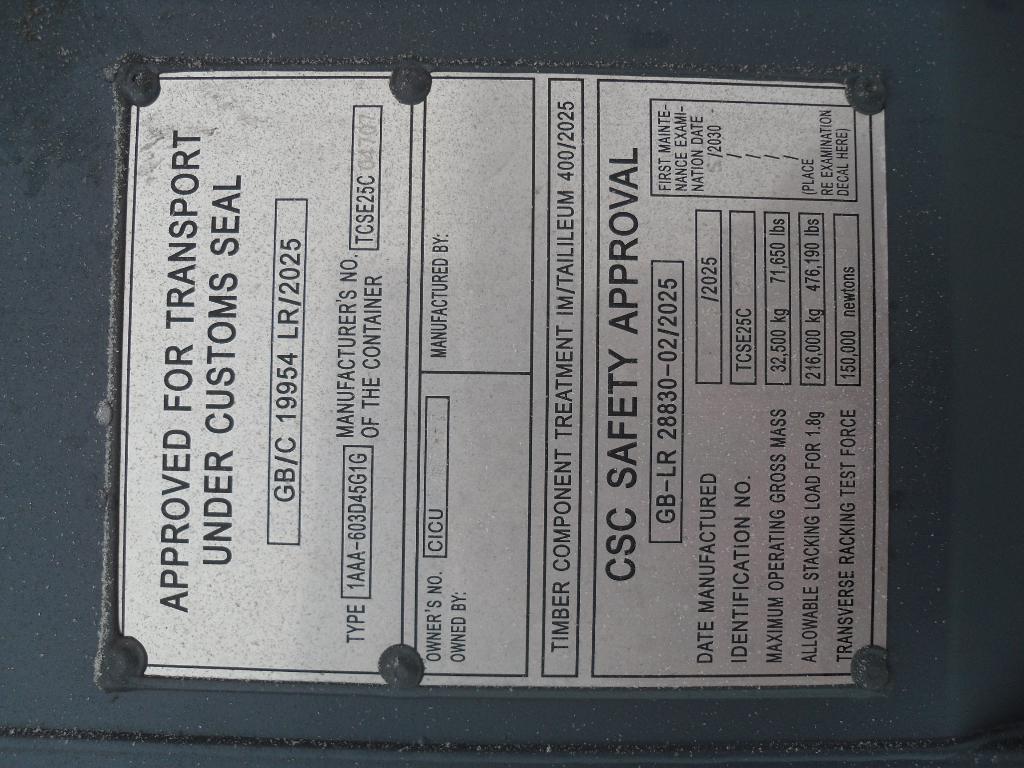 APPROVED FOR TRANSPORT
UNDER CUSTOMS SEAL
GB/C 19954 LR/2025
TYPE 1AAA-603D45G1G MANUFACTURER'S NO. OF THE CONTAINER TCSE25C
OWNER'S NO. CICU
OWNED BY:
MANUFACTURED BY:
TIMBER COMPONENT TREATMENT IM/TAILILEUM 400/2025
CSC SAFETY APPROVAL
GB-LR 28830-02/2025
DATE MANUFACTURED /2025
IDENTIFICATION NO. TCSE25C
MAXIMUM OPERATING GROSS MASS 32,500 kg 71,650 lbs
ALLOWABLE STACKING LOAD FOR 1.8g 216,000 kg 476,190 lbs
TRANSVERSE RACKING TEST FORCE 150,000 newtons
FIRST MAINTE-
NANCE EXAMI-
NATION DATE
/2030
/
/
/
/
(PLACE
RE EXAMINATION
DECAL HERE)